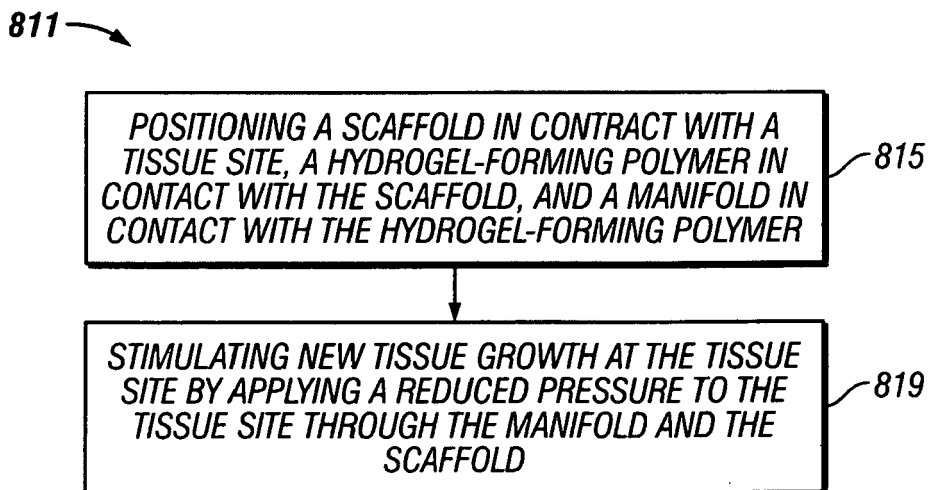 811
POSITIONING A SCAFFOLD IN CONTRACT WITH A
TISSUE SITE, A HYDROGEL-FORMING POLYMER IN
CONTACT WITH THE SCAFFOLD, AND A MANIFOLD IN
CONTACT WITH THE HYDROGEL-FORMING POLYMER
815
STIMULATING NEW TISSUE GROWTH AT THE TISSUE
SITE BY APPLYING A REDUCED PRESSURE TO THE
TISSUE SITE THROUGH THE MANIFOLD AND THE
SCAFFOLD
819